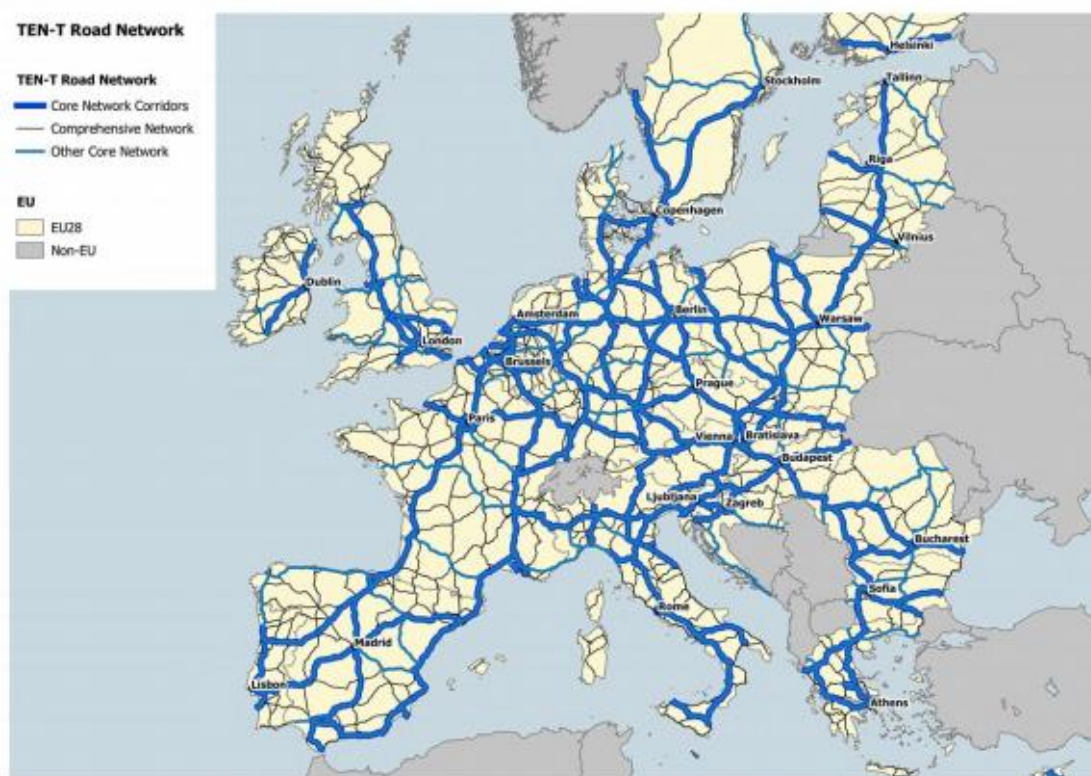 TEN-T Road Network
TEN-T Road Network
Core Network Corridors
Comprehensive Network
Other Core Network
EU
EU28
Non-EU
Helsinki
Stockholm
Tallinn
Riga
Copenhagen
Vilnius
Dublin
Amsterdam
Berlin
Warsaw
London
Brussels
Prague
Paris
Vienna
Bratislava
Budapest
Ljubljana
Zagreb
Bucharest
Sofia
Rome
Madrid
Lisbon
Athens